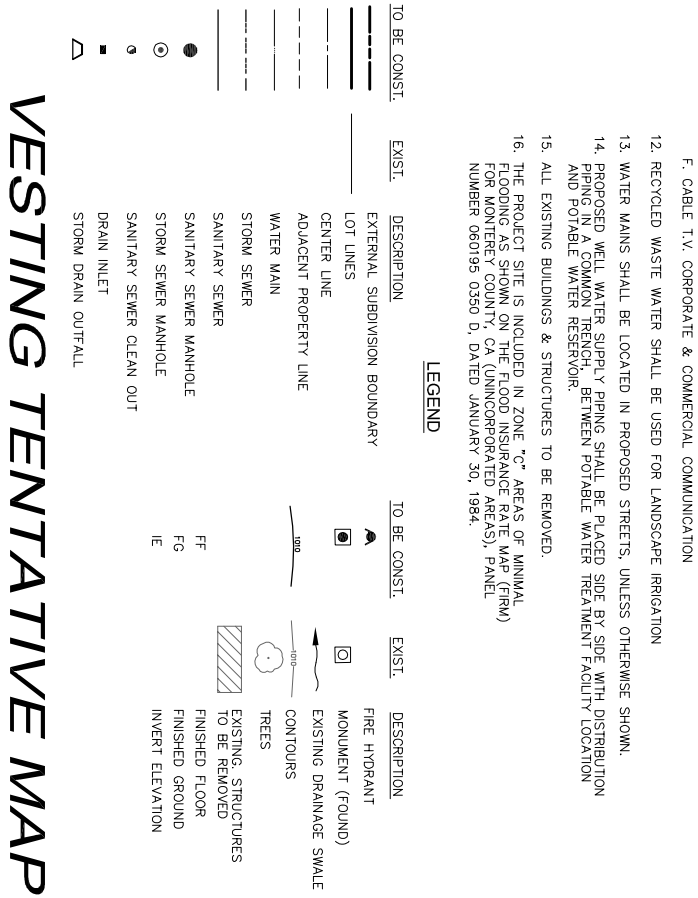 F. CABLE T.V. CORPORATE & COMMERCIAL COMMUNICATION
12. RECYCLED WASTE WATER SHALL BE USED FOR LANDSCAPE IRRIGATION
13. WATER MAINS SHALL BE LOCATED IN PROPOSED STREETS, UNLESS OTHERWISE SHOWN.
14. PROPOSED WELL WATER SUPPLY PIPING SHALL BE PLACED SIDE BY SIDE WITH DISTRIBUTION
PIPING IN A COMMON TRENCH, BETWEEN POTABLE WATER TREATMENT FACILITY LOCATION
AND POTABLE WATER RESERVOIR.
15. ALL EXISTING BUILDINGS & STRUCTURES TO BE REMOVED.
16. THE PROJECT SITE IS INCLUDED IN ZONE "C" AREAS OF MINIMAL
FLOODING AS SHOWN ON THE FLOOD INSURANCE RATE MAP (FIRM)
FOR MONTEREY COUNTY, CA (UNINCORPORATED AREAS), PANEL
NUMBER 060195 0350 D, DATED JANUARY 30, 1984.
LEGEND
TO BE CONST. EXIST. DESCRIPTION
EXTERNAL SUBDIVISION BOUNDARY
LOT LINES
CENTER LINE
ADJACENT PROPERTY LINE
WATER MAIN
STORM SEWER
SANITARY SEWER
SANITARY SEWER MANHOLE
STORM SEWER MANHOLE
SANITARY SEWER CLEAN OUT
DRAIN INLET
STORM DRAIN OUTFALL
TO BE CONST. EXIST. DESCRIPTION
FIRE HYDRANT
MONUMENT (FOUND)
EXISTING DRAINAGE SWALE
1010 1010 CONTOURS
TREES
EXISTING, STRUCTURES
TO BE REMOVED
FF FINISHED FLOOR
FG FINISHED GROUND
IE INVERT ELEVATION
VESTING TENTATIVE MAP